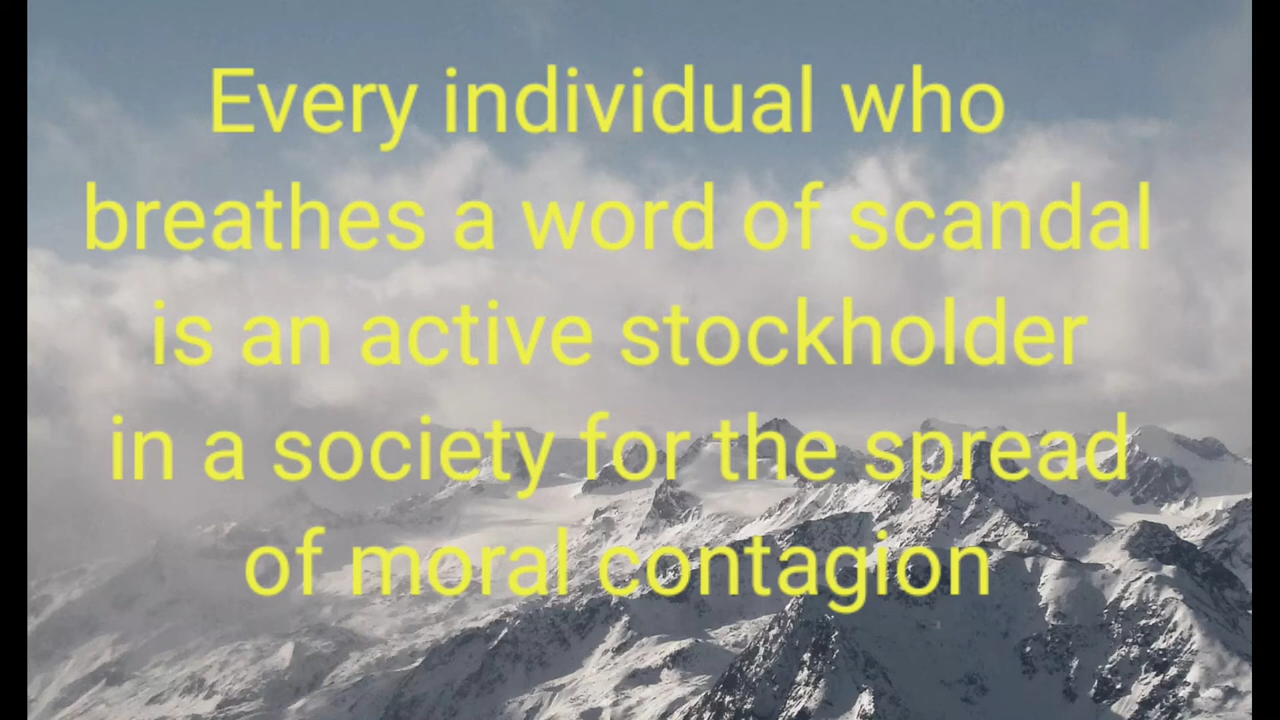 Every individual who
breathes a word of scandal
is an active stockholder
in a society for the spread
of moral contagion